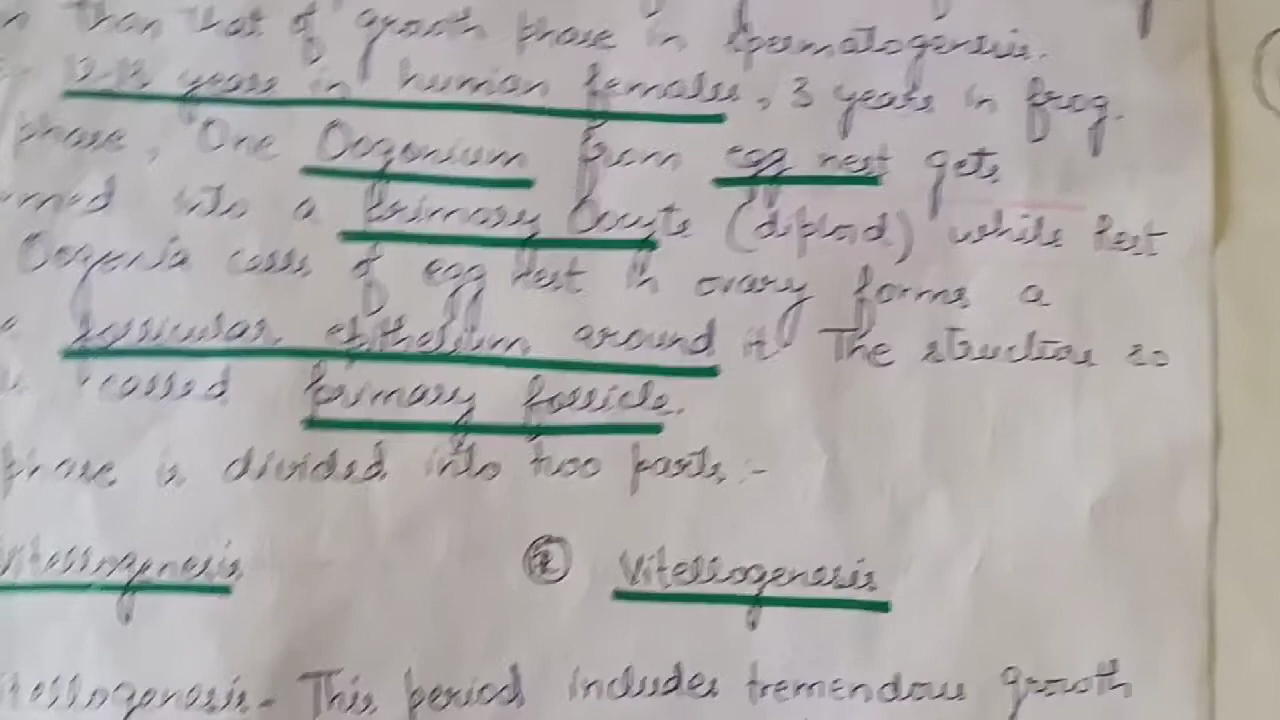 than that of growth phase in Spermatogenesis.
12-13 years in human females, 3 years in frog.
phase, One Oogonium from egg nest gets
into a Primary Oocyte (diploid) while Rest
Oogonia cells of egg nest in ovary forms a
follicular epithelium around it The structure so
called Primary follicle.
phase is divided into two parts :-
② Vitellogenesis
This period includes tremendous growth